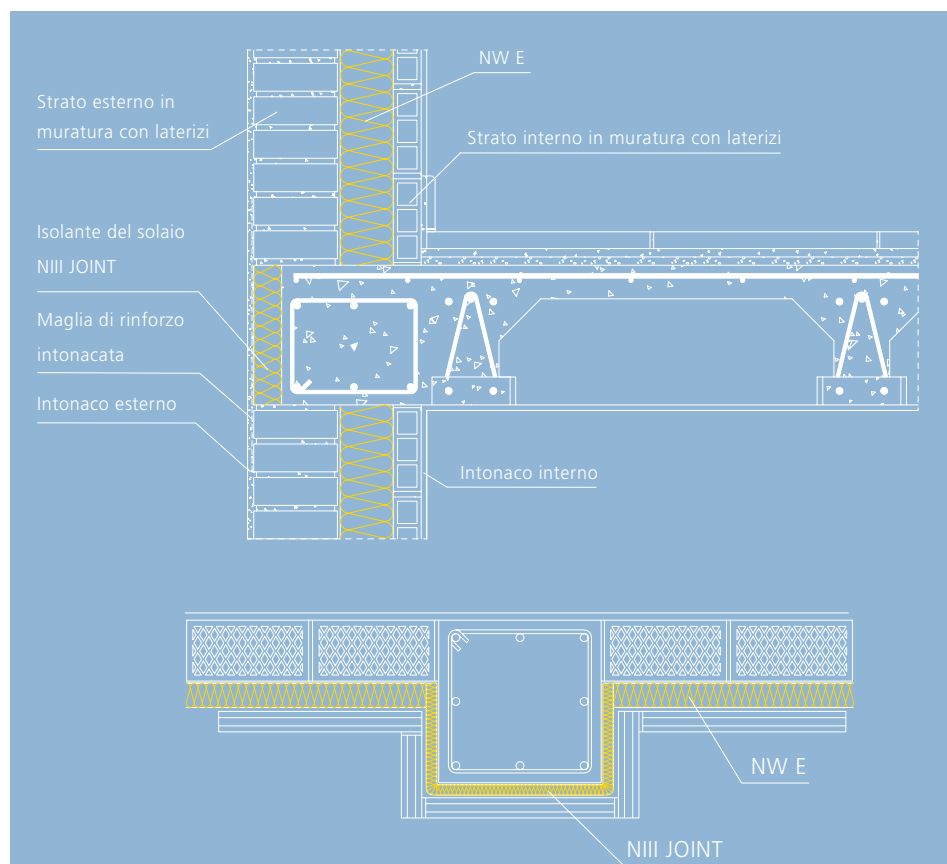 NW E
Strato esterno in
muratura con laterizi
Strato interno in muratura con laterizi
Isolante del solaio
NIII JOINT
Maglia di rinforzo
intonacata
Intonaco esterno
Intonaco interno
NW E
NIII JOINT